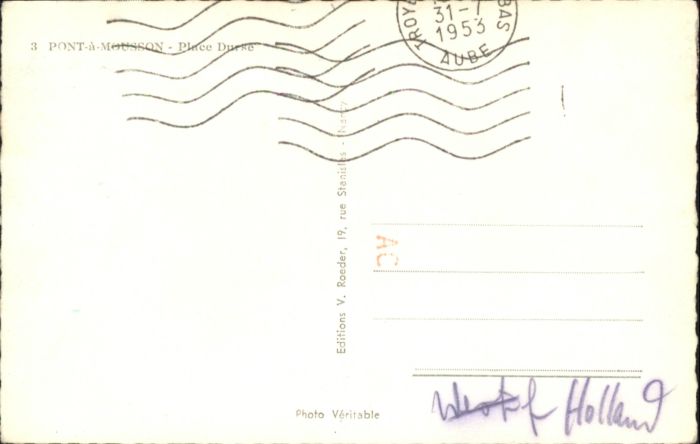 31-7
1953
AUBE
BAS
3 PONT-à-MOUSSON - Place Duroc
Editions V. Roeder, 19, rue Stanislas - Nancy
AC
Photo Véritable
Holland